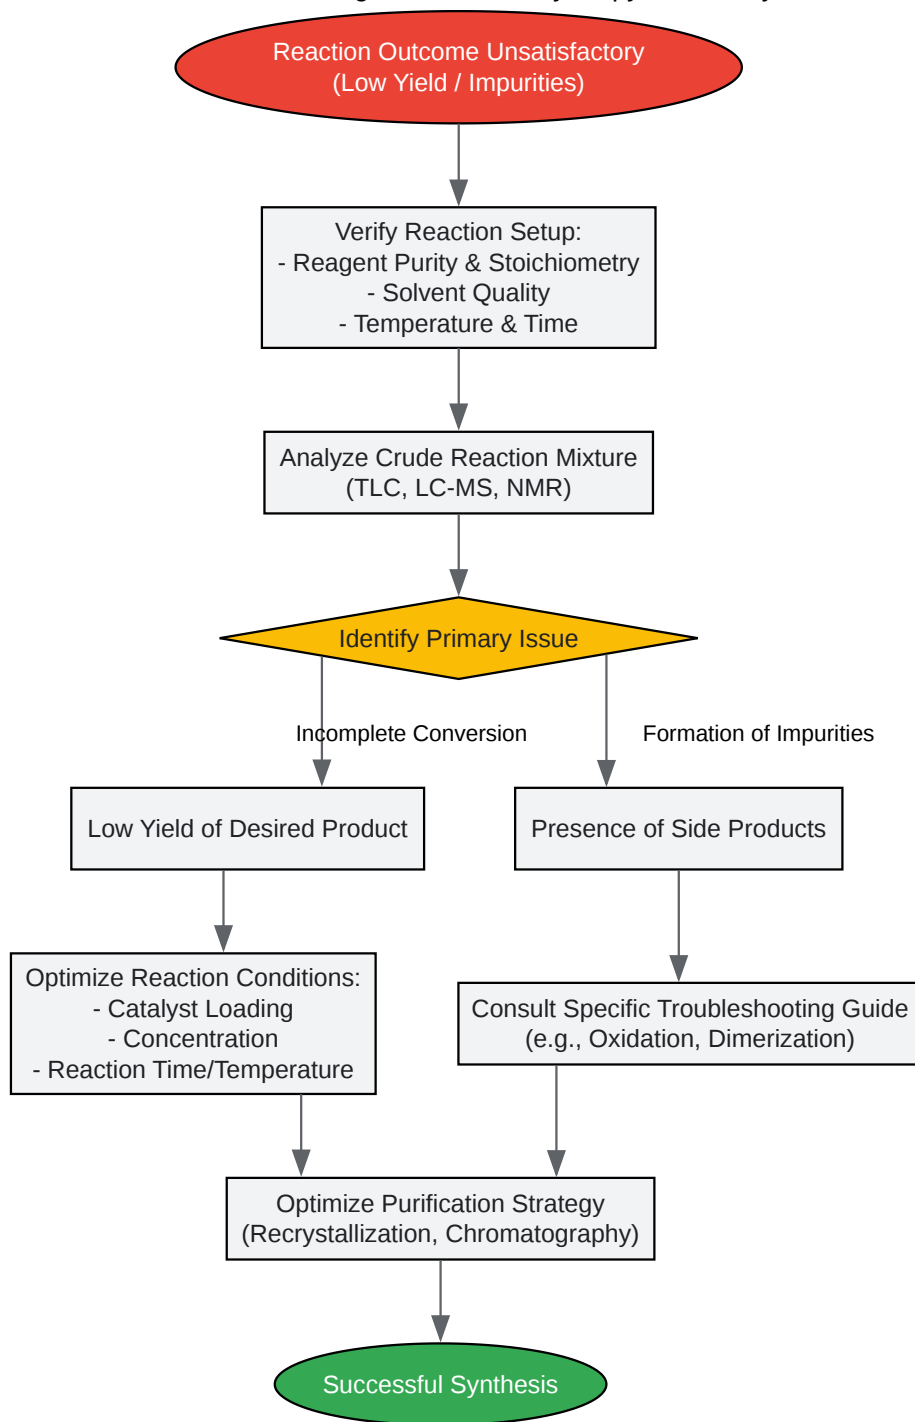 Reaction Outcome Unsatisfactory
(Low Yield / Impurities)
Verify Reaction Setup:
- Reagent Purity & Stoichiometry
- Solvent Quality
- Temperature & Time
Analyze Crude Reaction Mixture
(TLC, LC-MS, NMR)
Identify Primary Issue
Incomplete Conversion
Formation of Impurities
Low Yield of Desired Product
Presence of Side Products
Optimize Reaction Conditions:
- Catalyst Loading
- Concentration
- Reaction Time/Temperature
Consult Specific Troubleshooting Guide
(e.g., Oxidation, Dimerization)
Optimize Purification Strategy
(Recrystallization, Chromatography)
Successful Synthesis